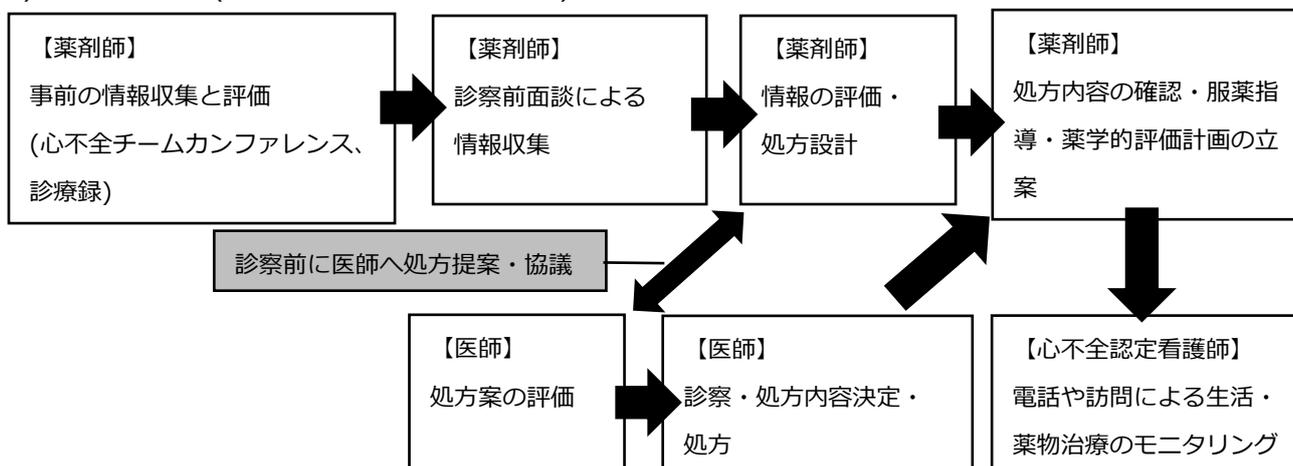 【薬剤師】
事前の情報収集と評価
(心不全チームカンファレンス、
診療録)
【薬剤師】
診察前面談による
情報収集
【薬剤師】
情報の評価・
処方設計
【薬剤師】
処方内容の確認・服薬指
導・薬学的評価計画の立
案
診察前に医師へ処方提案・協議
【医師】
処方案の評価
【医師】
診察・処方内容決定・
処方
【心不全認定看護師】
電話や訪問による生活・
薬物治療のモニタリング